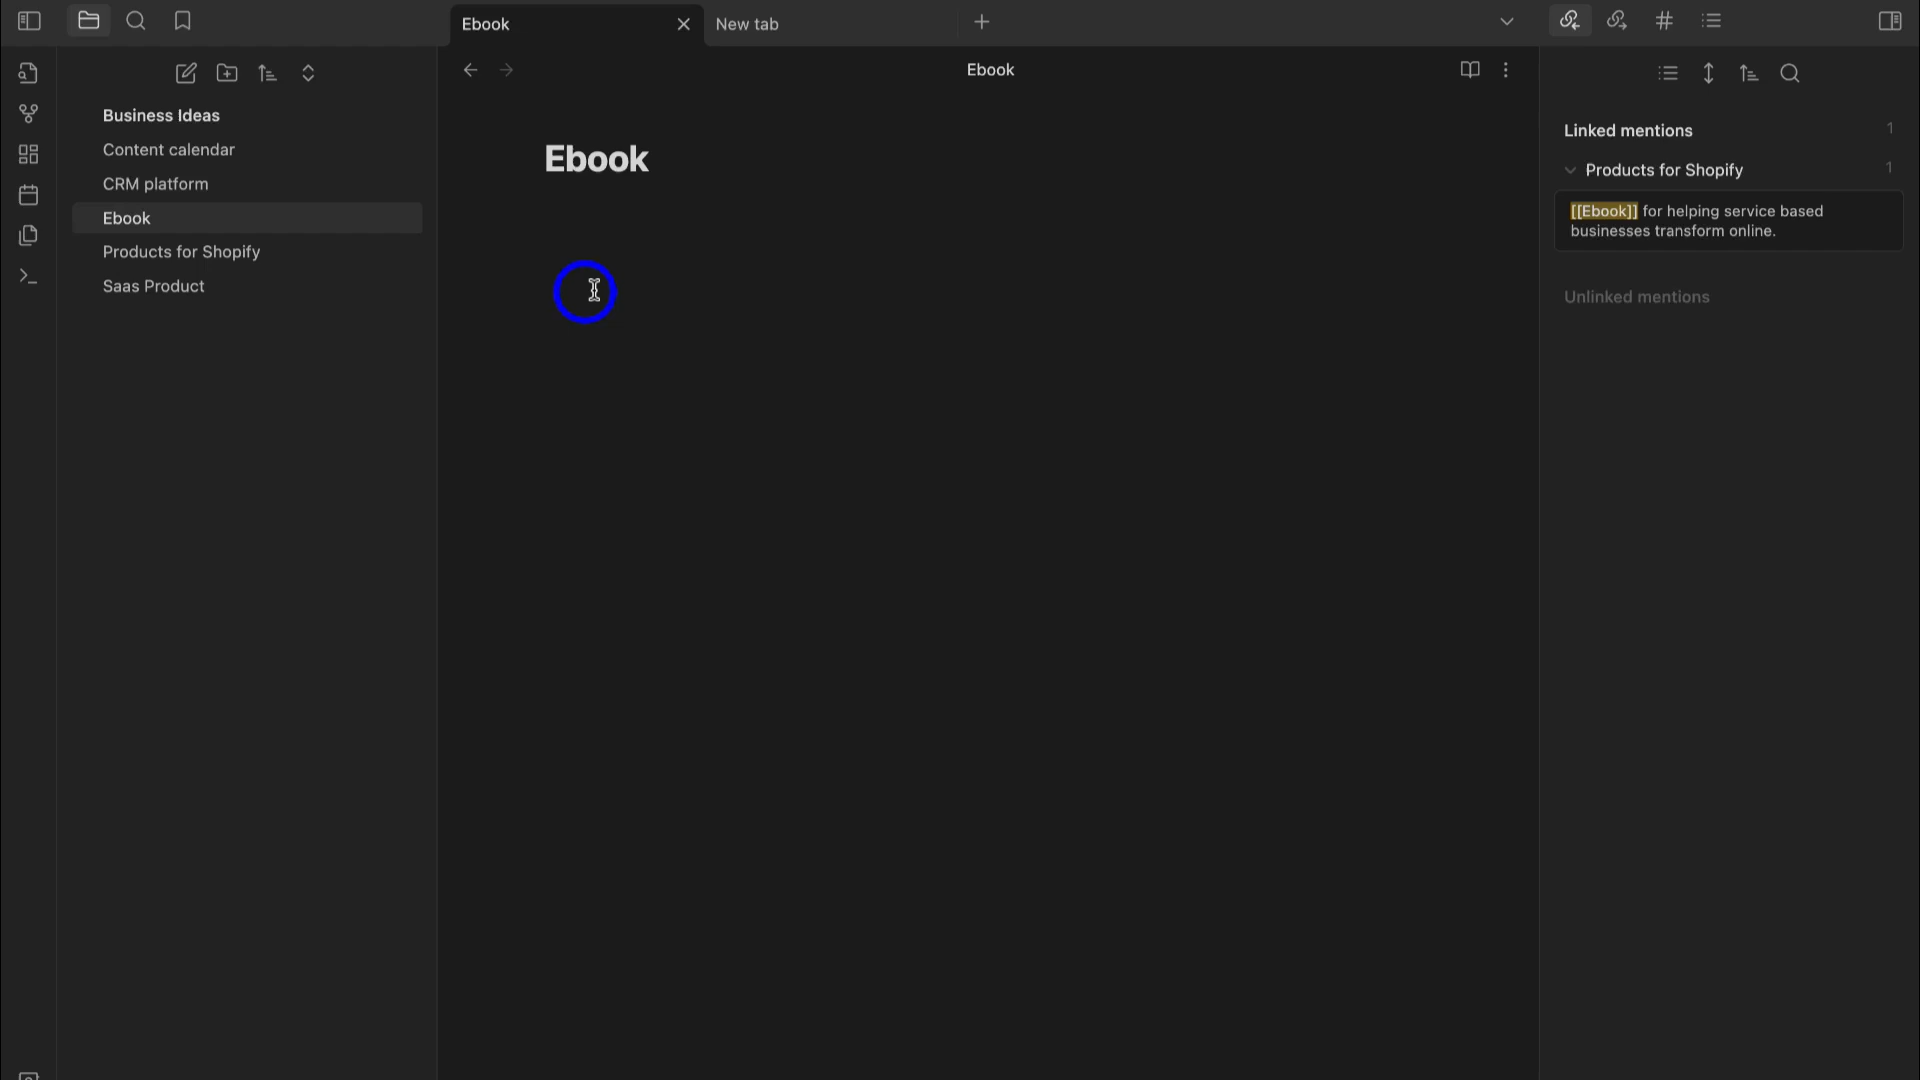 Ebook
New tab
Business Ideas
Content calendar
CRM platform
Ebook
Products for Shopify
Saas Product
Ebook
Ebook
Linked mentions
1
Products for Shopify
1
[[Ebook]] for helping service based
businesses transform online.
Unlinked mentions